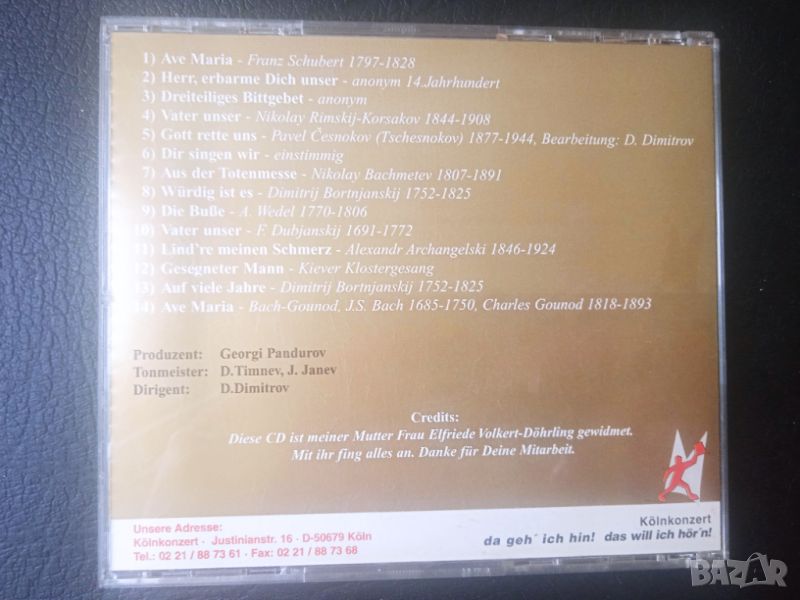 1) Ave Maria - Franz Schubert 1797-1828
2) Herr, erbarme Dich unser - anonym 14.Jahrhundert
3) Dreiteiliges Bittgebet - anonym
4) Vater unser - Nikolay Rimskij-Korsakov 1844-1908
5) Gott rette uns - Pavel Česnokov (Tschesnokov) 1877-1944, Bearbeitung: D. Dimitrov
6) Dir singen wir - einstimmig
7) Aus der Totenmesse - Nikolay Bachmetev 1807-1891
8) Würdig ist es - Dimitrij Bortnjanskij 1752-1825
9) Die Buße - A. Wedel 1770-1806
10) Vater unser - F. Dubjanskij 1691-1772
11) Lind're meinen Schmerz - Alexandr Archangelski 1846-1924
12) Gesegneter Mann - Kiever Klostergesang
13) Auf viele Jahre - Dimitrij Bortnjanskij 1752-1825
14) Ave Maria - Bach-Gounod, J.S. Bach 1685-1750, Charles Gounod 1818-1893
Produzent: Georgi Pandurov
Tonmeister: D.Timnev, J. Janev
Dirigent: D.Dimitrov
Credits:
Diese CD ist meiner Mutter Frau Elfriede Volkert-Döhrling gewidmet.
Mit ihr fing alles an. Danke für Deine Mitarbeit.
Unsere Adresse:
Kölnkonzert · Justinianstr. 16 · D-50679 Köln
Tel.: 02 21 / 88 73 61 · Fax: 02 21 / 88 73 68
Kölnkonzert
da geh´ ich hin! das will ich hör´n!
BAZAR